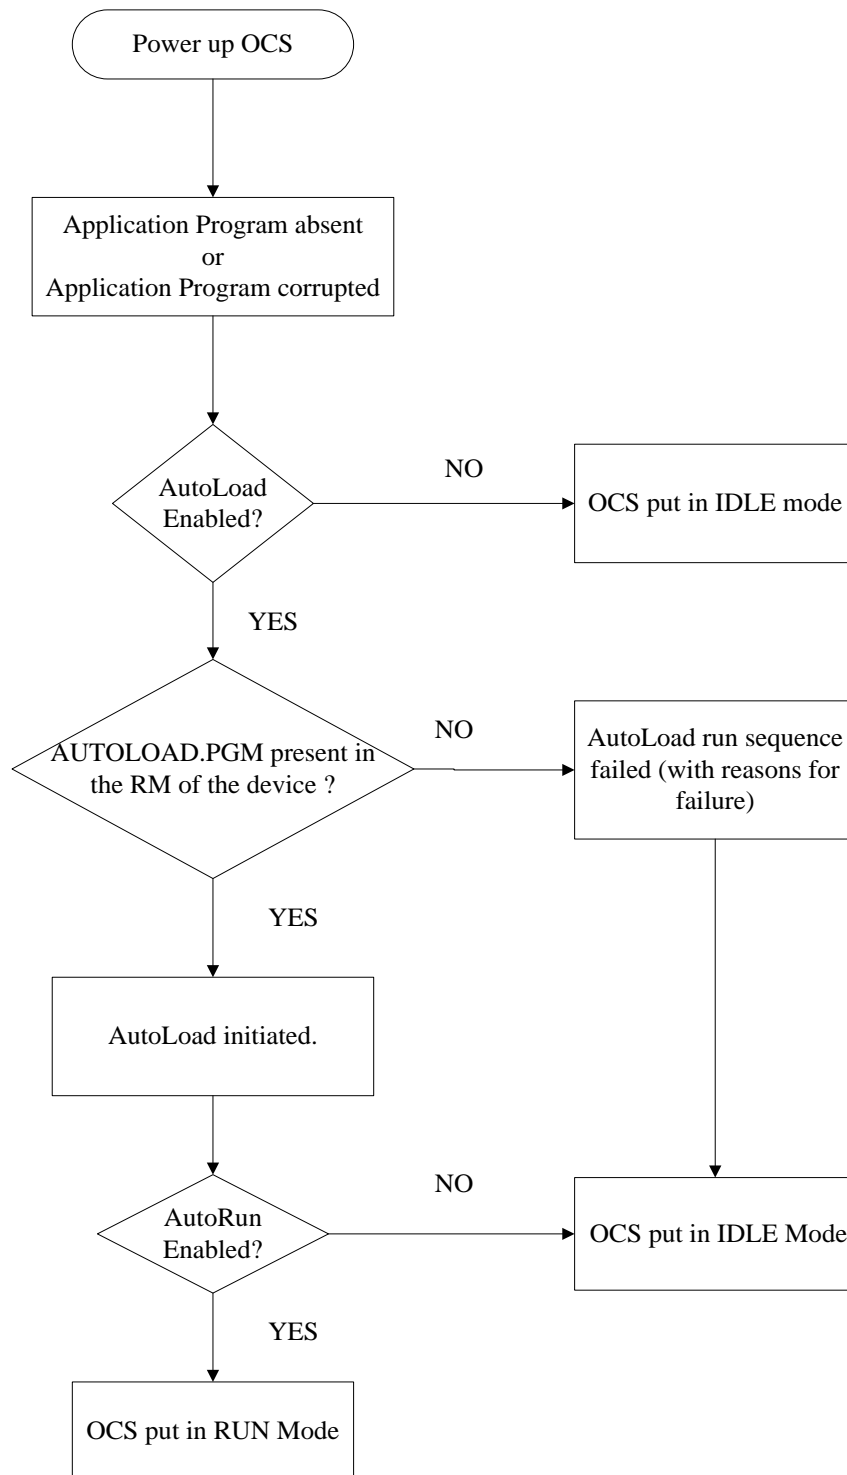 Power up OCS
Application Program absent
or
Application Program corrupted
AutoLoad
Enabled?
NO
OCS put in IDLE mode
YES
AUTOLOAD.PGM present in
the RM of the device ?
NO
AutoLoad run sequence
failed (with reasons for
failure)
YES
AutoLoad initiated.
AutoRun
Enabled?
NO
OCS put in IDLE Mode
YES
OCS put in RUN Mode